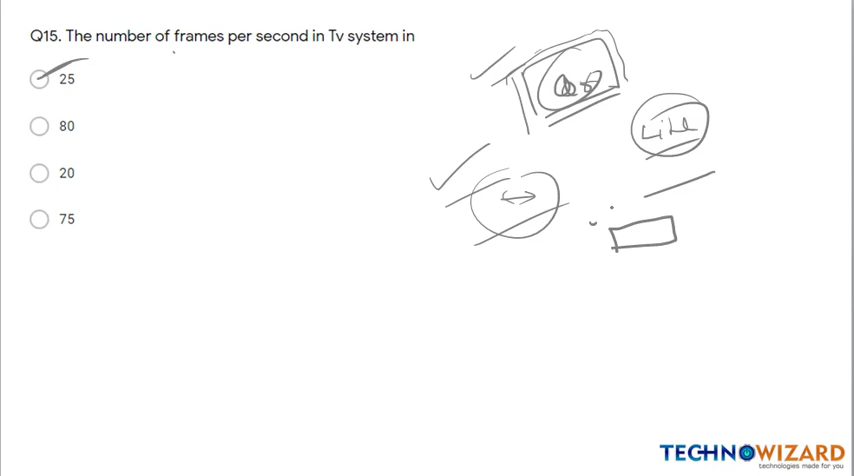 Q15. The number of frames per second in Tv system in
25
80
20
75
TECHNOWIZARD
technologies made for you